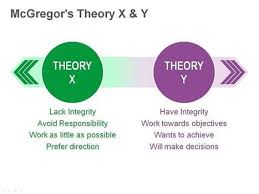 McGregor's Theory X & Y
THEORY
X
THEORY
Y
Lack Integrity
Avoid Responsibility
Work as little as possible
Prefer direction
Have Integrity
Work towards objectives
Wants to achieve
Will make decisions